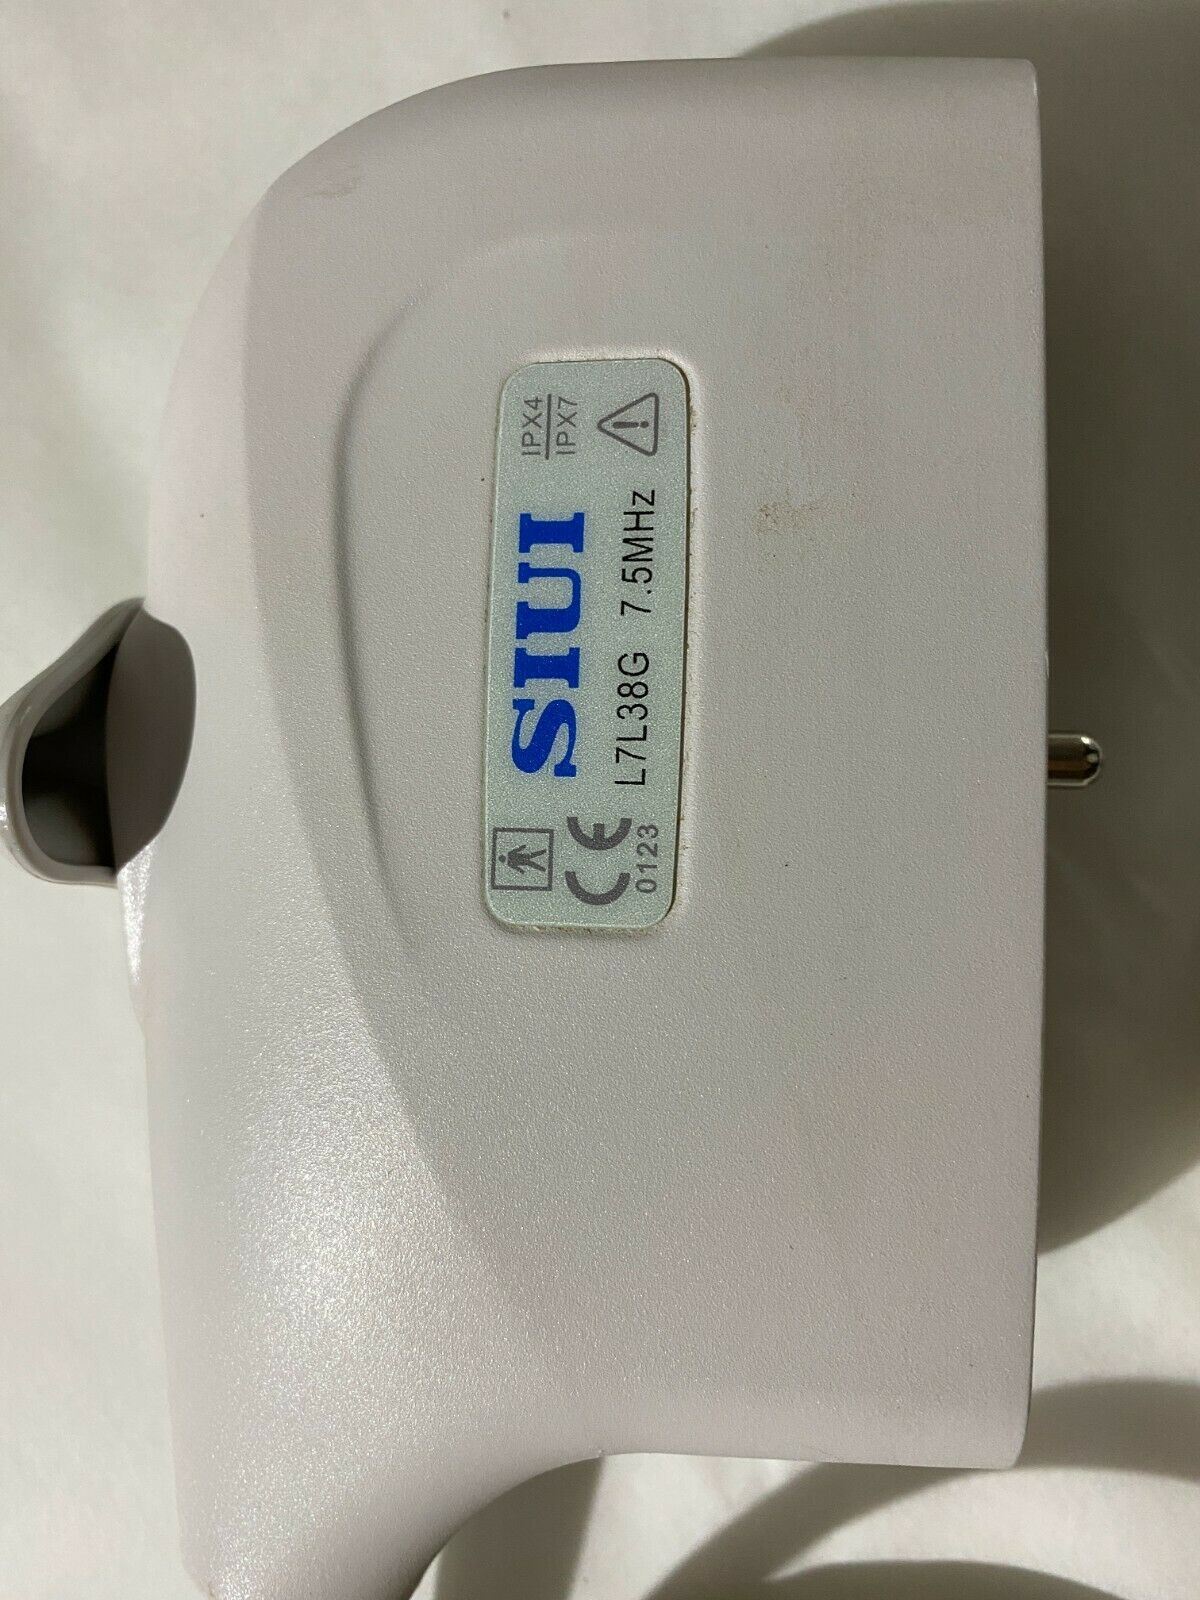 SIUI
IPX4
IPX7
CE
0123
L7L38G 7.5MHz